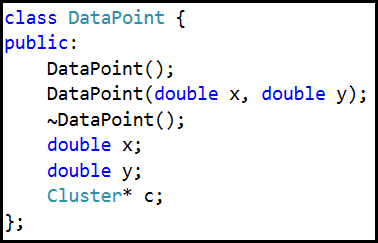 class DataPoint {
public:
    DataPoint();
    DataPoint(double x, double y);
    ~DataPoint();
    double x;
    double y;
    Cluster* c;
};